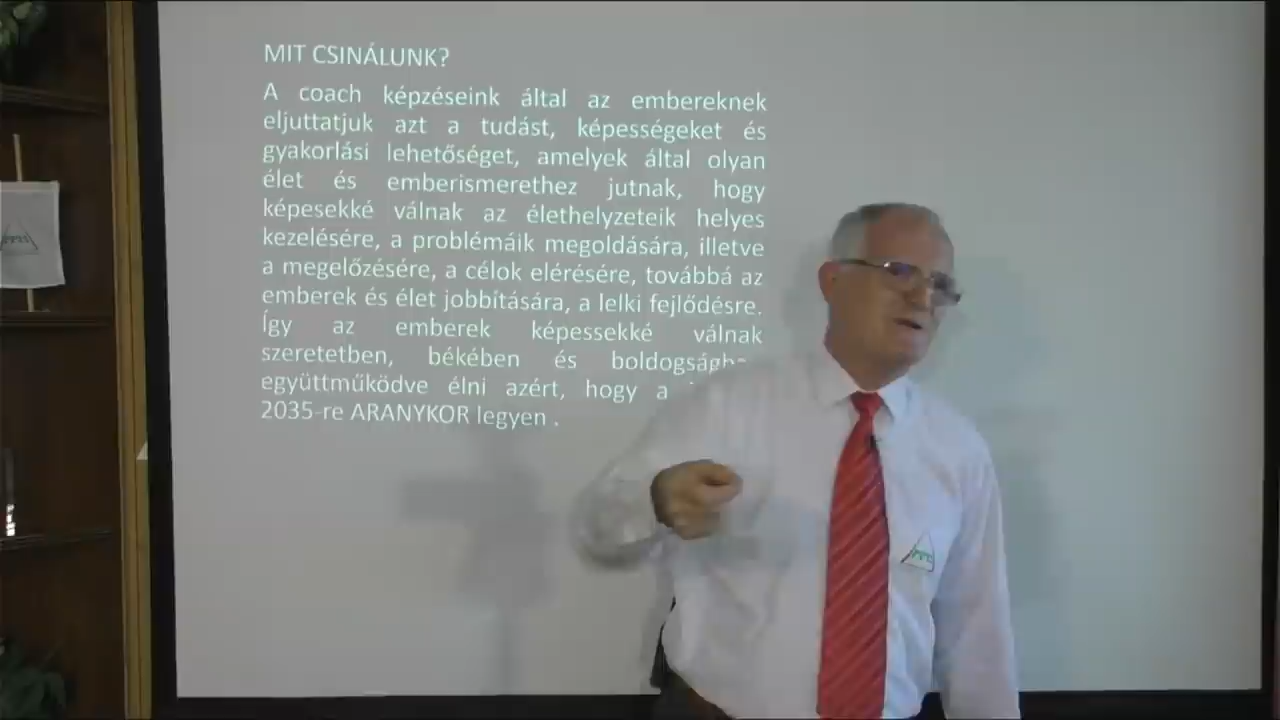 MIT CSINÁLUNK?
A coach képzéseink által az embereknek
eljuttatjuk azt a tudást, képességeket és
gyakorlási lehetőséget, amelyek által olyan
élet és emberismerethez jutnak, hogy
képesekké válnak az élethelyzeteik helyes
kezelésére, a problémáik megoldására, illetve
a megelőzésére, a célok elérésére, továbbá az
emberek és élet jobbítására, a lelki fejlődésre.
Így az emberek képessekké válnak
szeretetben, békében és
együttműködve élni azért, hogy a
2035-re ARANYKOR legyen .